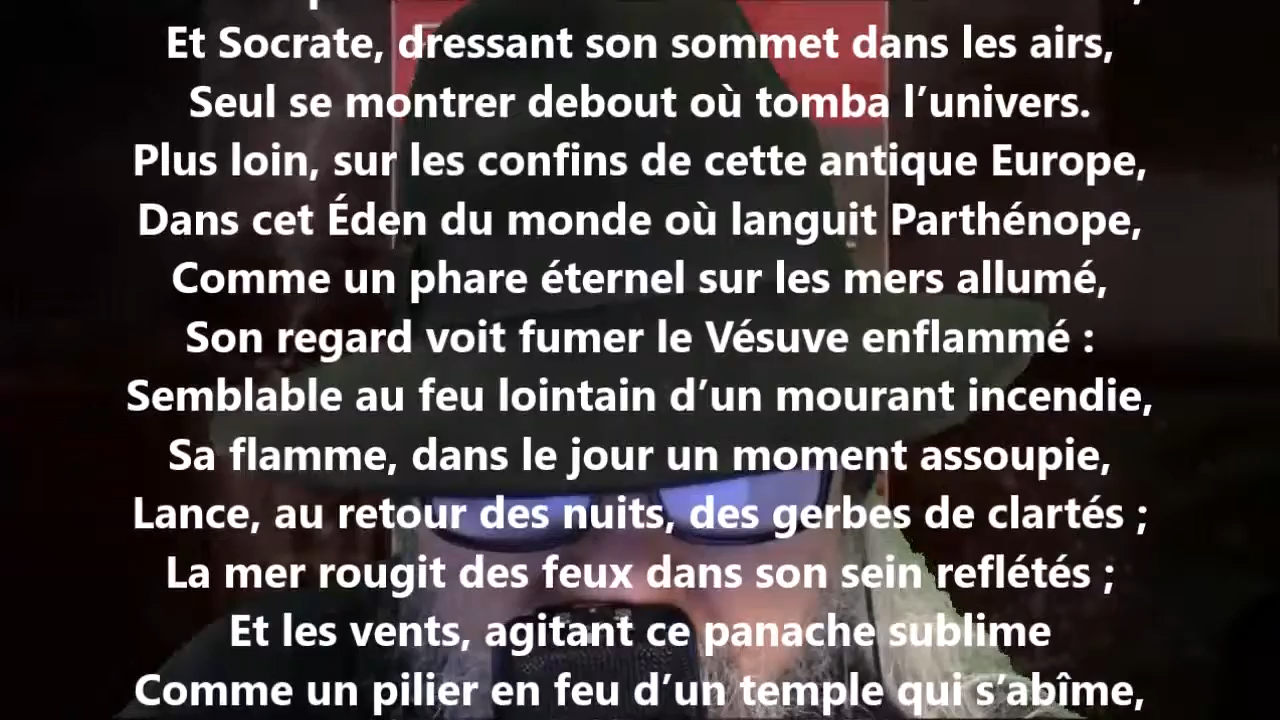 Et Socrate, dressant son sommet dans les airs,
Seul se montrer debout où tomba l’univers.
Plus loin, sur les confins de cette antique Europe,
Dans cet Éden du monde où languit Parthénope,
Comme un phare éternel sur les mers allumé,
Son regard voit fumer le Vésuve enflammé :
Semblable au feu lointain d’un mourant incendie,
Sa flamme, dans le jour un moment assoupie,
Lance, au retour des nuits, des gerbes de clartés ;
La mer rougit des feux dans son sein reflétés ;
Et les vents, agitant ce panache sublime
Comme un pilier en feu d’un temple qui s’abîme,